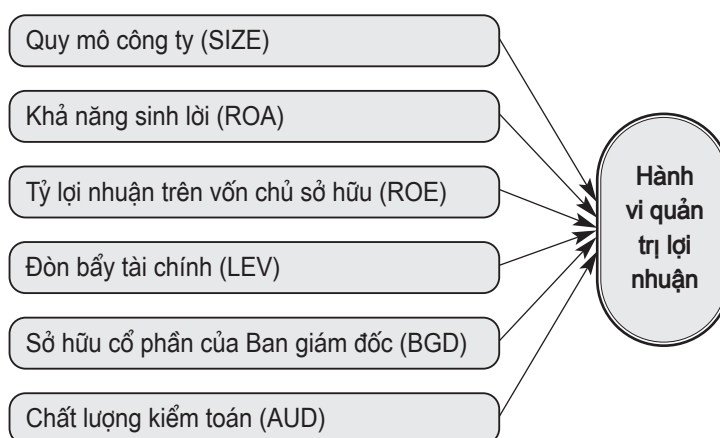 Quy mô công ty (SIZE)
Khả năng sinh lời (ROA)
Tỷ lợi nhuận trên vốn chủ sở hữu (ROE)
Đòn bẩy tài chính (LEV)
Sở hữu cổ phần của Ban giám đốc (BGD)
Chất lượng kiểm toán (AUD)
Hành
vi quản
trị lợi
nhuận